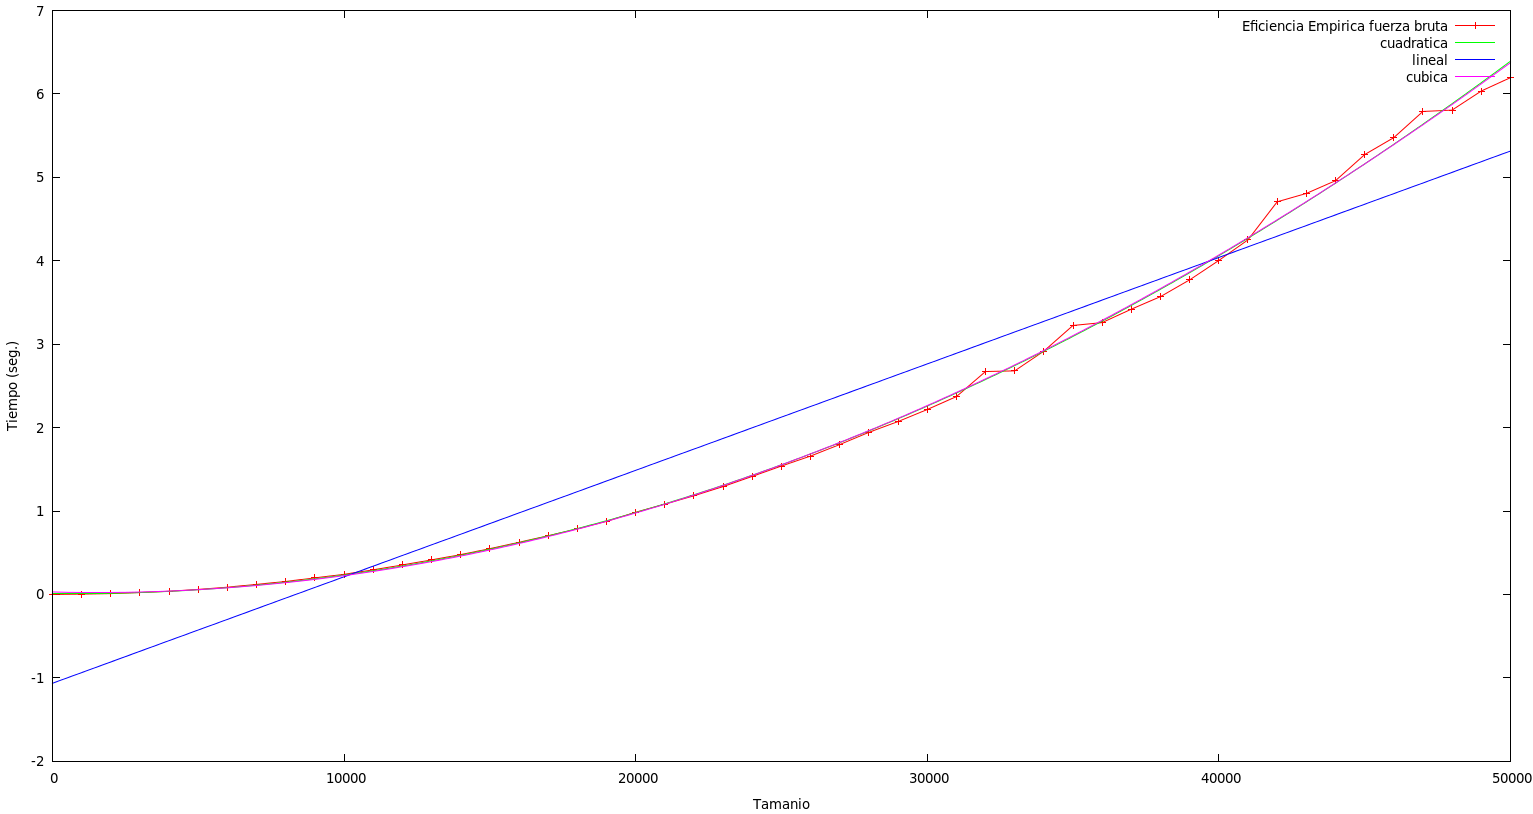 7
6
5
4
3
2
1
0
-1
-2
Tiempo (seg.)
Eficiencia Empirica fuerza bruta
cuadratica
lineal
cubica
0 10000 20000 30000 40000 50000
Tamanio